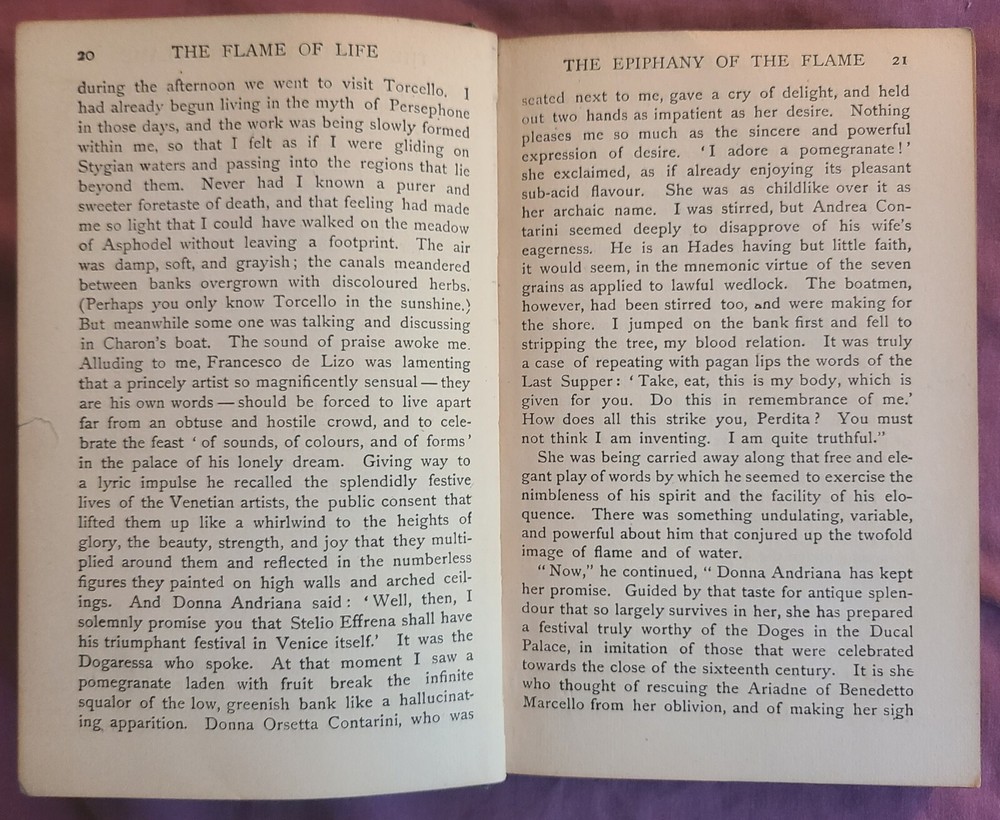 20 THE FLAME OF LIFE
during the afternoon we went to visit Torcello. I
had already begun living in the myth of Persephone
in those days, and the work was being slowly formed
within me, so that I felt as if I were gliding on
Stygian waters and passing into the regions that lie
beyond them. Never had I known a purer and
sweeter foretaste of death, and that feeling had made
me so light that I could have walked on the meadow
of Asphodel without leaving a footprint. The air
was damp, soft, and grayish; the canals meandered
between banks overgrown with discoloured herbs.
(Perhaps you only know Torcello in the sunshine.)
But meanwhile some one was talking and discussing
in Charon's boat. The sound of praise awoke me.
Alluding to me, Francesco de Lizo was lamenting
that a princely artist so magnificently sensual — they
are his own words — should be forced to live apart
far from an obtuse and hostile crowd, and to cele-
brate the feast ‘of sounds, of colours, and of forms’
in the palace of his lonely dream. Giving way to
a lyric impulse he recalled the splendidly festive
lives of the Venetian artists, the public consent that
lifted them up like a whirlwind to the heights of
glory, the beauty, strength, and joy that they multi-
plied around them and reflected in the numberless
figures they painted on high walls and arched ceil-
ings. And Donna Andriana said: ‘Well, then, I
solemnly promise you that Stelio Effrena shall have
his triumphant festival in Venice itself.’ It was the
Dogaressa who spoke. At that moment I saw a
pomegranate laden with fruit break the infinite
squalor of the low, greenish bank like a hallucinat-
ing apparition. Donna Orsetta Contarini, who was
THE EPIPHANY OF THE FLAME 21
seated next to me, gave a cry of delight, and held
out two hands as impatient as her desire. Nothing
pleases me so much as the sincere and powerful
expression of desire. ‘I adore a pomegranate!’
she exclaimed, as if already enjoying its pleasant
sub-acid flavour. She was as childlike over it as
her archaic name. I was stirred, but Andrea Con-
tarini seemed deeply to disapprove of his wife's
eagerness. He is an Hades having but little faith,
it would seem, in the mnemonic virtue of the seven
grains as applied to lawful wedlock. The boatmen,
however, had been stirred too, and were making for
the shore. I jumped on the bank first and fell to
stripping the tree, my blood relation. It was truly
a case of repeating with pagan lips the words of the
Last Supper: ‘Take, eat, this is my body, which is
given for you. Do this in remembrance of me.’
How does all this strike you, Perdita? You must
not think I am inventing. I am quite truthful.”
She was being carried away along that free and ele-
gant play of words by which he seemed to exercise the
nimbleness of his spirit and the facility of his elo-
quence. There was something undulating, variable,
and powerful about him that conjured up the twofold
image of flame and of water.
“Now,” he continued, “Donna Andriana has kept
her promise. Guided by that taste for antique splen-
dour that so largely survives in her, she has prepared
a festival truly worthy of the Doges in the Ducal
Palace, in imitation of those that were celebrated
towards the close of the sixteenth century. It is she
who thought of rescuing the Ariadne of Benedetto
Marcello from her oblivion, and of making her sigh